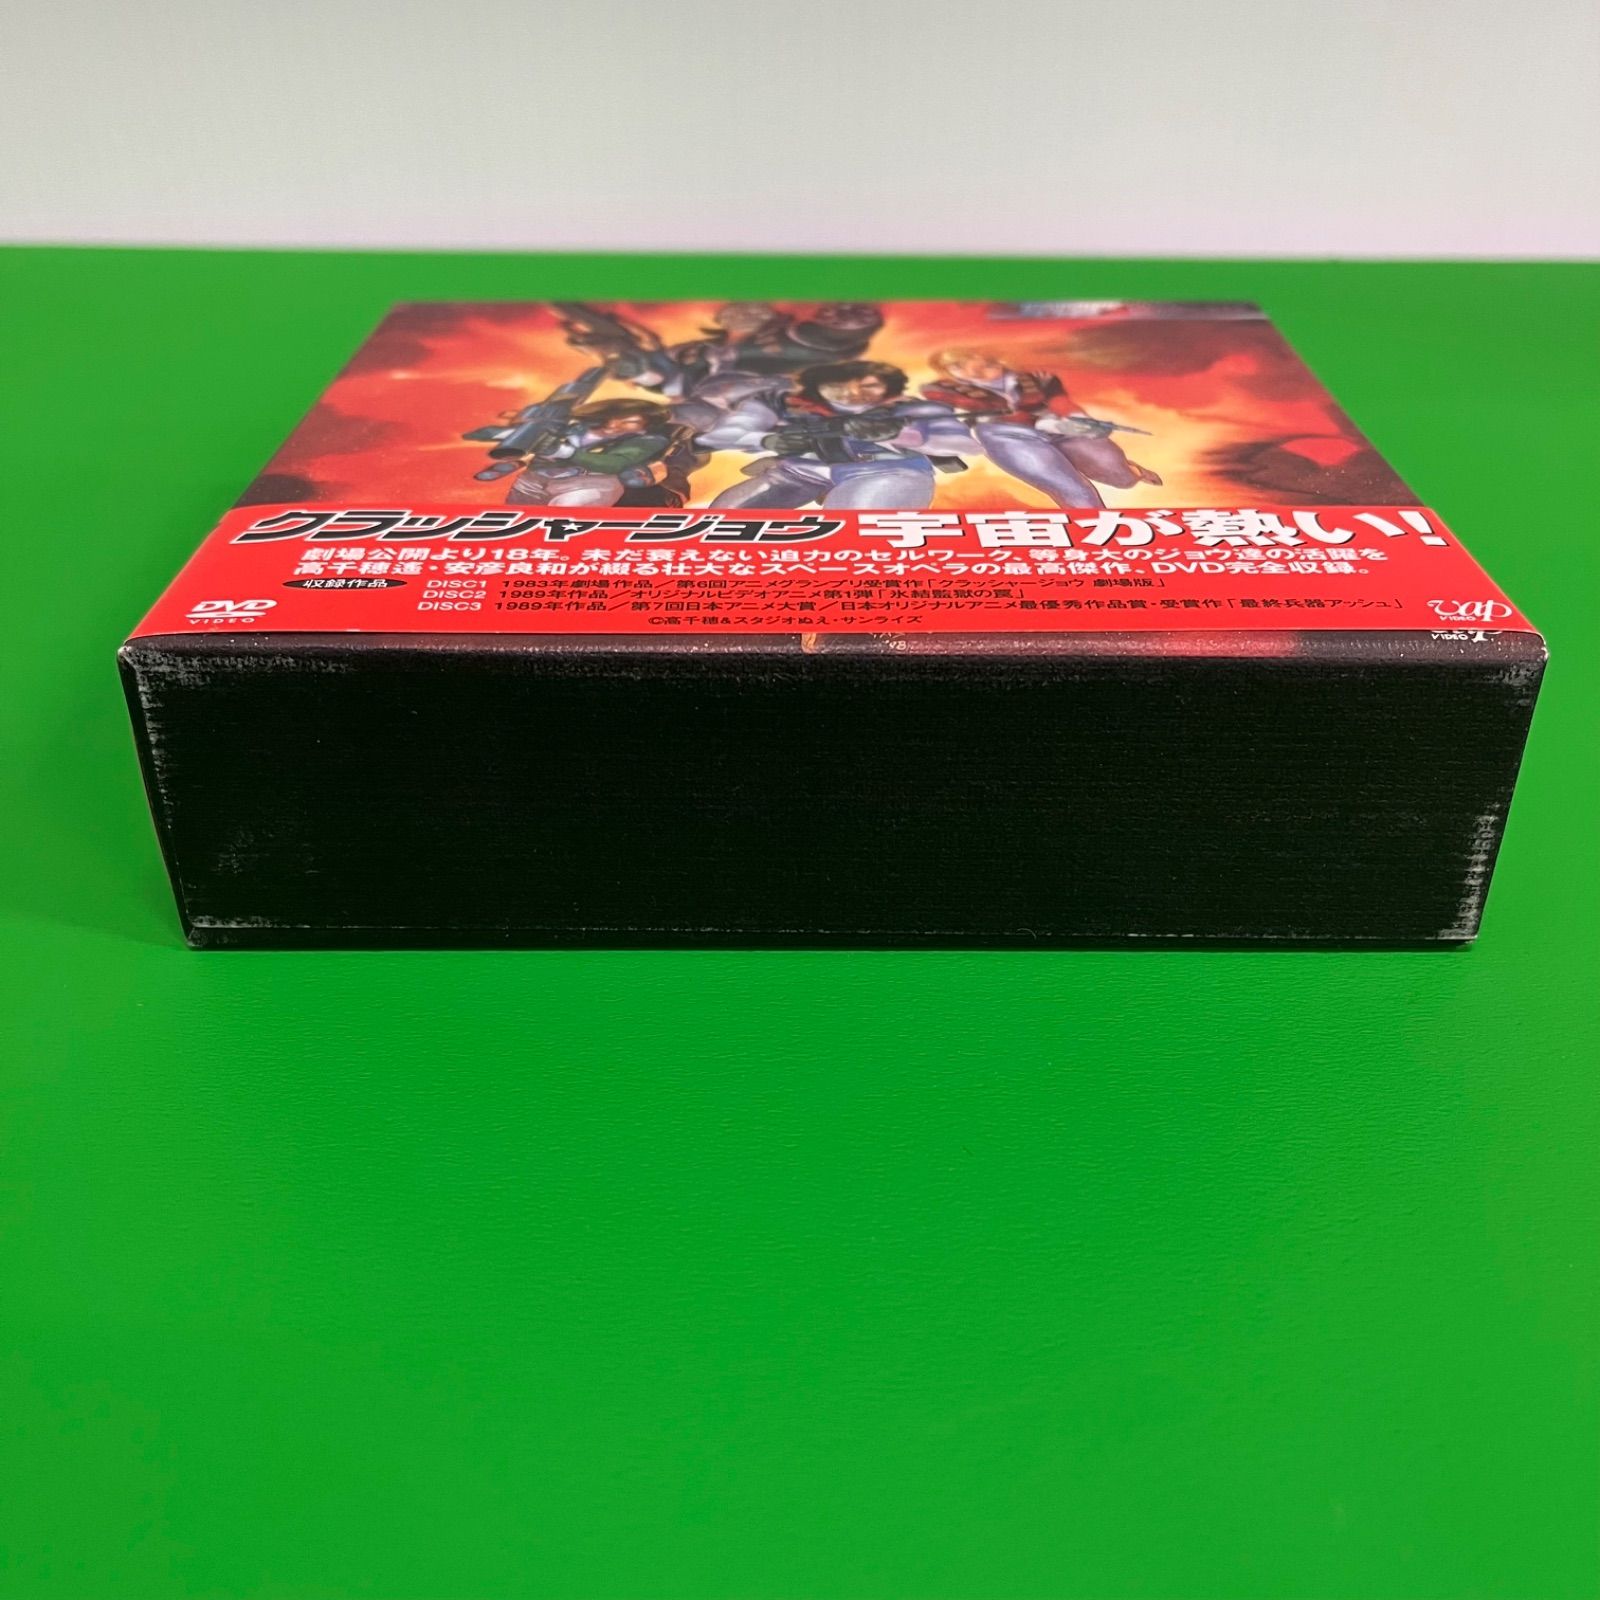 クラッシャージョウ 宇宙が熱い!
劇場公開より18年。未だ衰えない迫力のセルワーク、等身大のジョウ達の活躍を
高千穂遙・安彦良和が綴る壮大なスペースオペラの最高傑作、DVD完全収録。
収録作品 DISC1 1983年劇場作品/第6回アニメグランプリ受賞作「クラッシャージョウ 劇場版」
DISC2 1989年作品/オリジナルビデオアニメ第1弾「氷結監獄の罠」
DISC3 1989年作品/第7回日本アニメ大賞/日本オリジナルアニメ最優秀作品賞・受賞作「最終兵器アッシュ」
©高千穂&スタジオぬえ・サンライズ
DVD
VIDEO
VIDEO